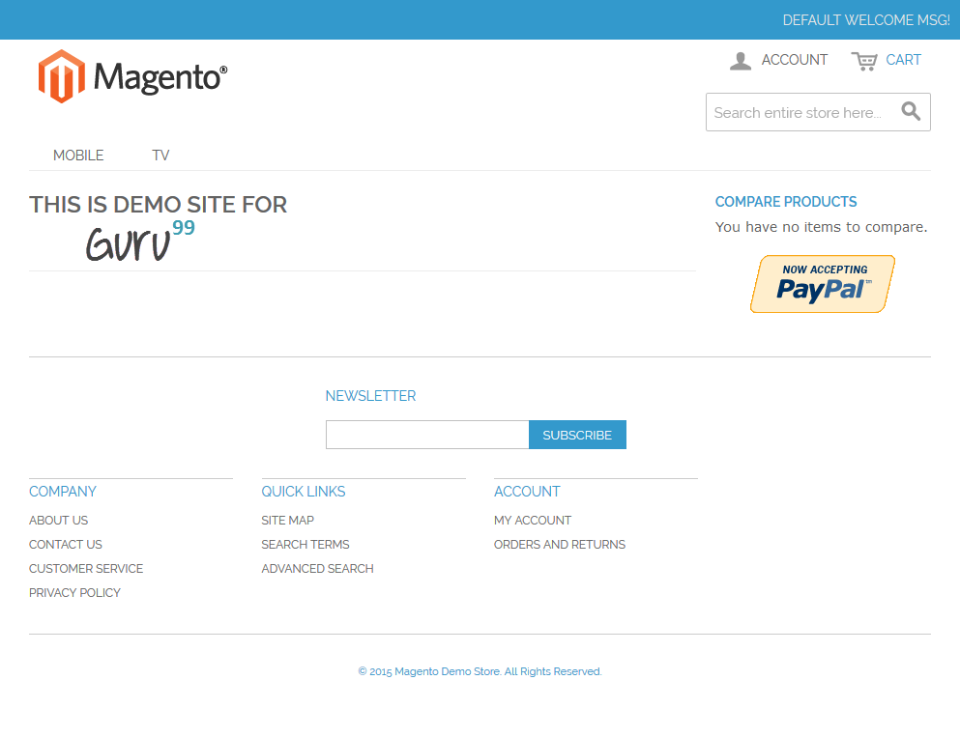 DEFAULT WELCOME MSG!
Magento®
ACCOUNT CART
Search entire store here...
MOBILE TV
THIS IS DEMO SITE FOR
Guru99
COMPARE PRODUCTS
You have no items to compare.
NOW ACCEPTING
PayPal™
NEWSLETTER
SUBSCRIBE
COMPANY
ABOUT US
CONTACT US
CUSTOMER SERVICE
PRIVACY POLICY
QUICK LINKS
SITE MAP
SEARCH TERMS
ADVANCED SEARCH
ACCOUNT
MY ACCOUNT
ORDERS AND RETURNS
© 2015 Magento Demo Store. All Rights Reserved.